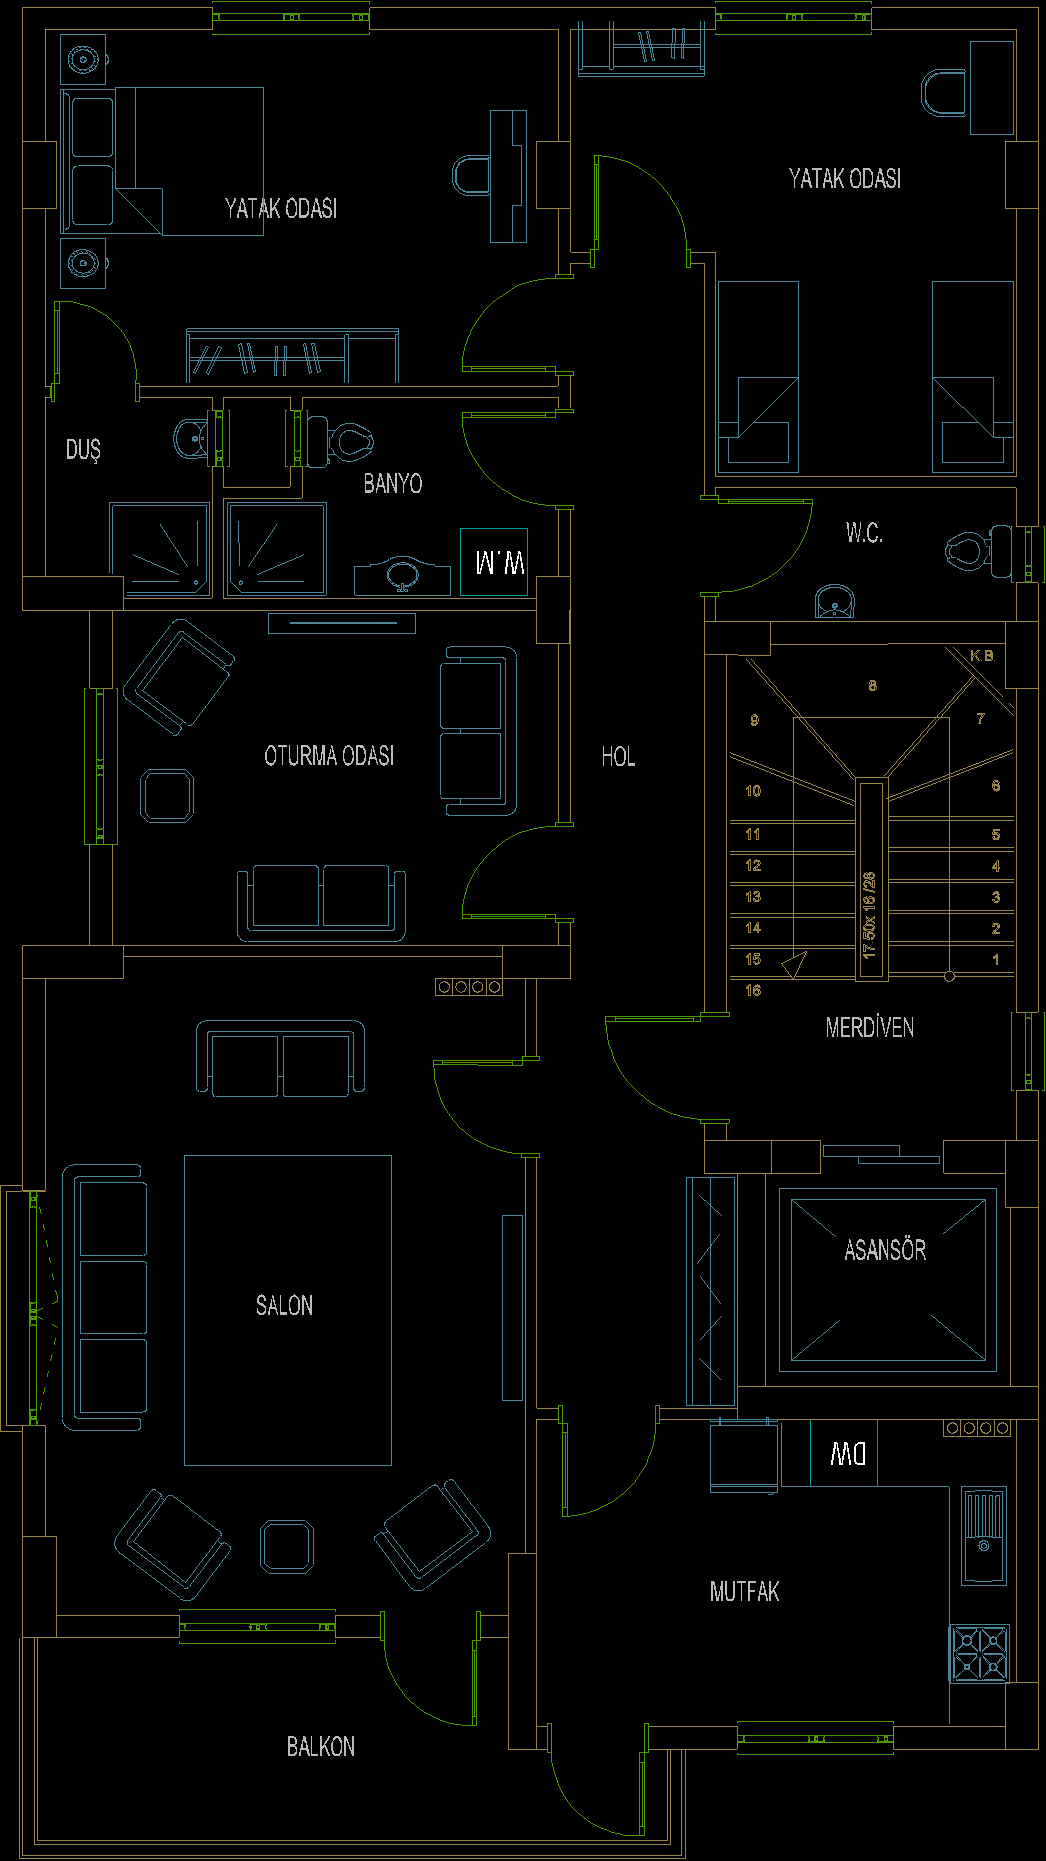 YATAK ODASI
YATAK ODASI
DUŞ
BANYO
W.M
W.C.
K.B.
8
9
7
10
6
11
5
12
4
13
3
14
2
15
1
16
17.50x 16 /28
OTURMA ODASI
HOL
MERDİVEN
ASANSÖR
SALON
DW
MUTFAK
BALKON